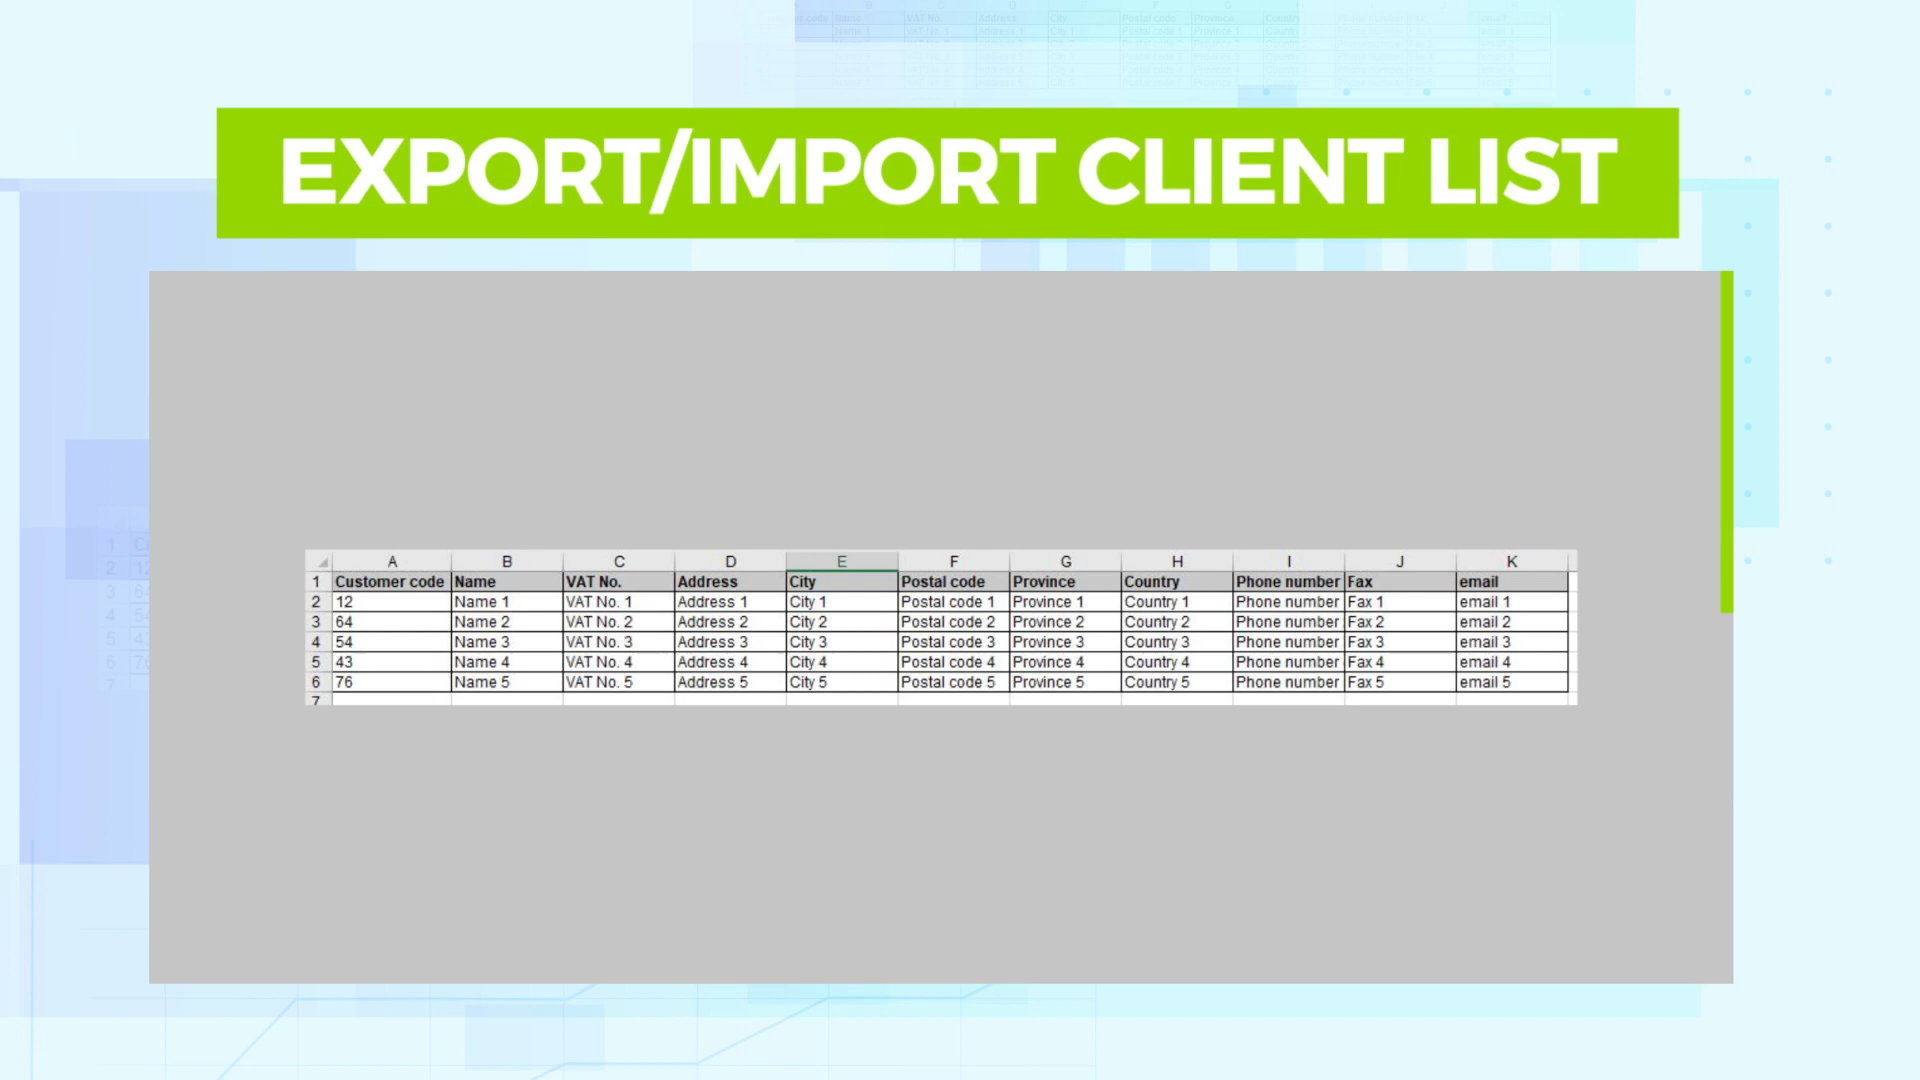 EXPORT/IMPORT CLIENT LIST
A B C D E F G H I J K
1 Customer code Name VAT No. Address City Postal code Province Country Phone number Fax email
2 12 Name 1 VAT No. 1 Address 1 City 1 Postal code 1 Province 1 Country 1 Phone number Fax 1 email 1
3 64 Name 2 VAT No. 2 Address 2 City 2 Postal code 2 Province 2 Country 2 Phone number Fax 2 email 2
4 54 Name 3 VAT No. 3 Address 3 City 3 Postal code 3 Province 3 Country 3 Phone number Fax 3 email 3
5 43 Name 4 VAT No. 4 Address 4 City 4 Postal code 4 Province 4 Country 4 Phone number Fax 4 email 4
6 76 Name 5 VAT No. 5 Address 5 City 5 Postal code 5 Province 5 Country 5 Phone number Fax 5 email 5
7